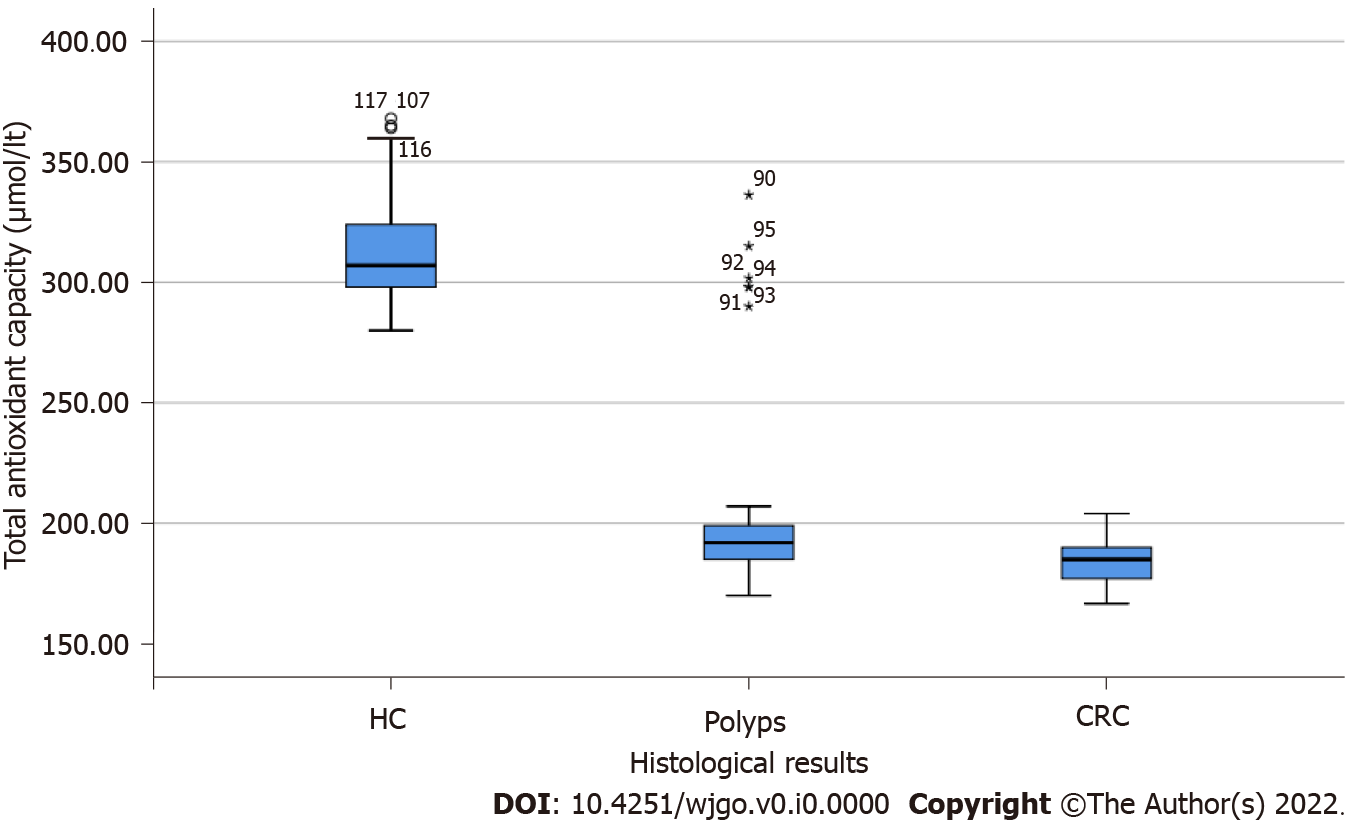 Total antioxidant capacity (μmol/lt)
400.00
350.00
300.00
250.00
200.00
150.00
117 107
116
90
95
92 94
91 93
HC
Polyps
CRC
Histological results
DOI: 10.4251/wjgo.v0.i0.0000 Copyright ©The Author(s) 2022.